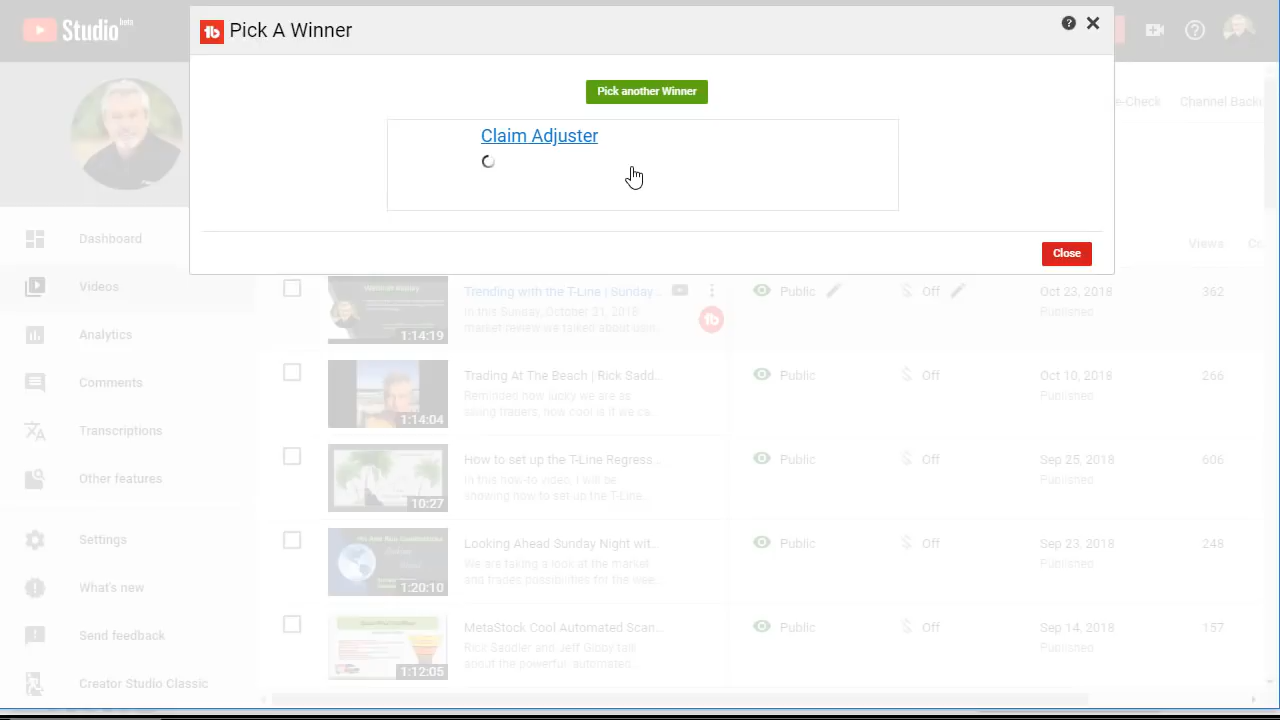 Studio beta
tb Pick A Winner
Pick another Winner
Claim Adjuster
Close
e-Check
Channel Backu
Views
Dashboard
Videos
Analytics
Comments
Transcriptions
Other features
Settings
What's new
Send feedback
Creator Studio Classic
Trending with the T-Line | Sunday...
In this Sunday, October 21, 2018
market review we talked about usin...
1:14:19
Public
Off
Oct 23, 2018
Published
362
tb
Trading At The Beach | Rick Sadd...
Reminded how lucky we are as
swing traders, how cool is if we ca...
1:14:04
Public
Off
Oct 10, 2018
Published
266
How to set up the T-Line Regress...
In this how-to video, I will be
showing how to set-up the T-Line...
10:27
Public
Off
Sep 25, 2018
Published
606
Looking Ahead Sunday Night wit...
We are taking a look at the market
and trades possibilities for the wee...
1:20:10
Public
Off
Sep 23, 2018
Published
248
MetaStock Cool Automated Scan...
Rick Saddler and Jeff Gibby talk
about the powerful automated...
1:12:05
Public
Off
Sep 14, 2018
Published
157